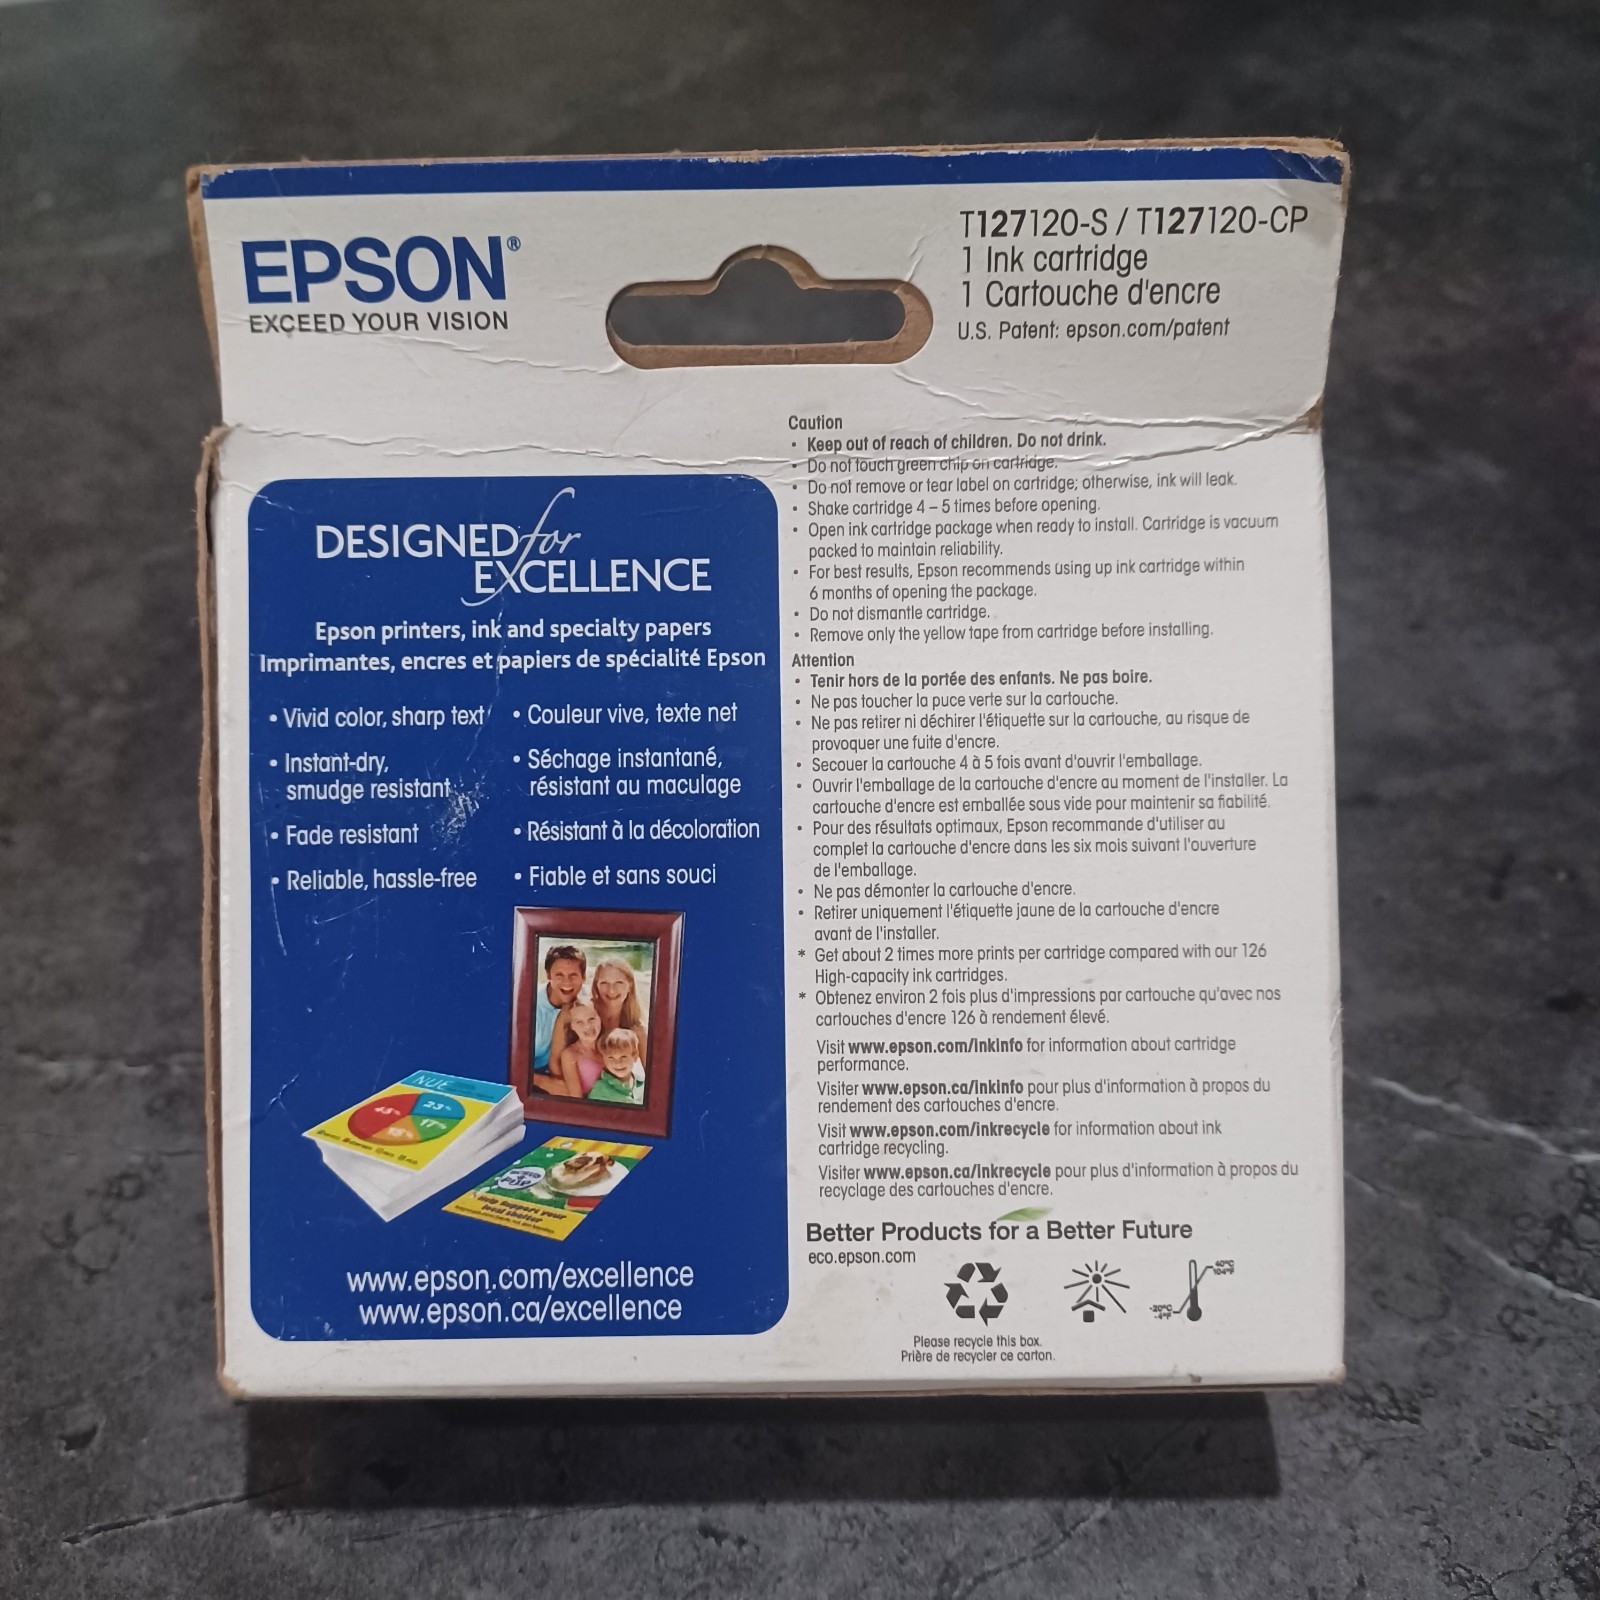 EPSON®
EXCEED YOUR VISION
T127120-S / T127120-CP
1 Ink cartridge
1 Cartouche d'encre
U.S. Patent: epson.com/patent
DESIGNED for
EXCELLENCE
Epson printers, ink and specialty papers
Imprimantes, encres et papiers de spécialité Epson
• Vivid color, sharp text
• Instant-dry,
smudge resistant
• Fade resistant
• Reliable, hassle-free
• Couleur vive, texte net
• Séchage instantané,
résistant au maculage
• Résistant à la décoloration
• Fiable et sans souci
45%
23%
17%
15%
www.epson.com/excellence
www.epson.ca/excellence
Caution
• Keep out of reach of children. Do not drink.
• Do not touch green chip on cartridge.
• Do not remove or tear label on cartridge; otherwise, ink will leak.
• Shake cartridge 4 – 5 times before opening.
• Open ink cartridge package when ready to install. Cartridge is vacuum
packed to maintain reliability.
• For best results, Epson recommends using up ink cartridge within
6 months of opening the package.
• Do not dismantle cartridge.
• Remove only the yellow tape from cartridge before installing.
Attention
• Tenir hors de la portée des enfants. Ne pas boire.
• Ne pas toucher la puce verte sur la cartouche.
• Ne pas retirer ni déchirer l'étiquette sur la cartouche, au risque de
provoquer une fuite d'encre.
• Secouer la cartouche 4 à 5 fois avant d'ouvrir l'emballage.
• Ouvrir l'emballage de la cartouche d'encre au moment de l'installer. La
cartouche d'encre est emballée sous vide pour maintenir sa fiabilité.
• Pour des résultats optimaux, Epson recommande d'utiliser au
complet la cartouche d'encre dans les six mois suivant l'ouverture
de l'emballage.
• Ne pas démonter la cartouche d'encre.
• Retirer uniquement l'étiquette jaune de la cartouche d'encre
avant de l'installer.
* Get about 2 times more prints per cartridge compared with our 126
High-capacity ink cartridges.
* Obtenez environ 2 fois plus d'impressions par cartouche qu'avec nos
cartouches d'encre 126 à rendement élevé.
Visit www.epson.com/inkinfo for information about cartridge
performance.
Visiter www.epson.ca/inkinfo pour plus d'information à propos du
rendement des cartouches d'encre.
Visit www.epson.com/inkrecycle for information about ink
cartridge recycling.
Visiter www.epson.ca/inkrecycle pour plus d'information à propos du
recyclage des cartouches d'encre.
Better Products for a Better Future
eco.epson.com
40°C
104°F
-20°C
-4°F
Please recycle this box.
Prière de recycler ce carton.